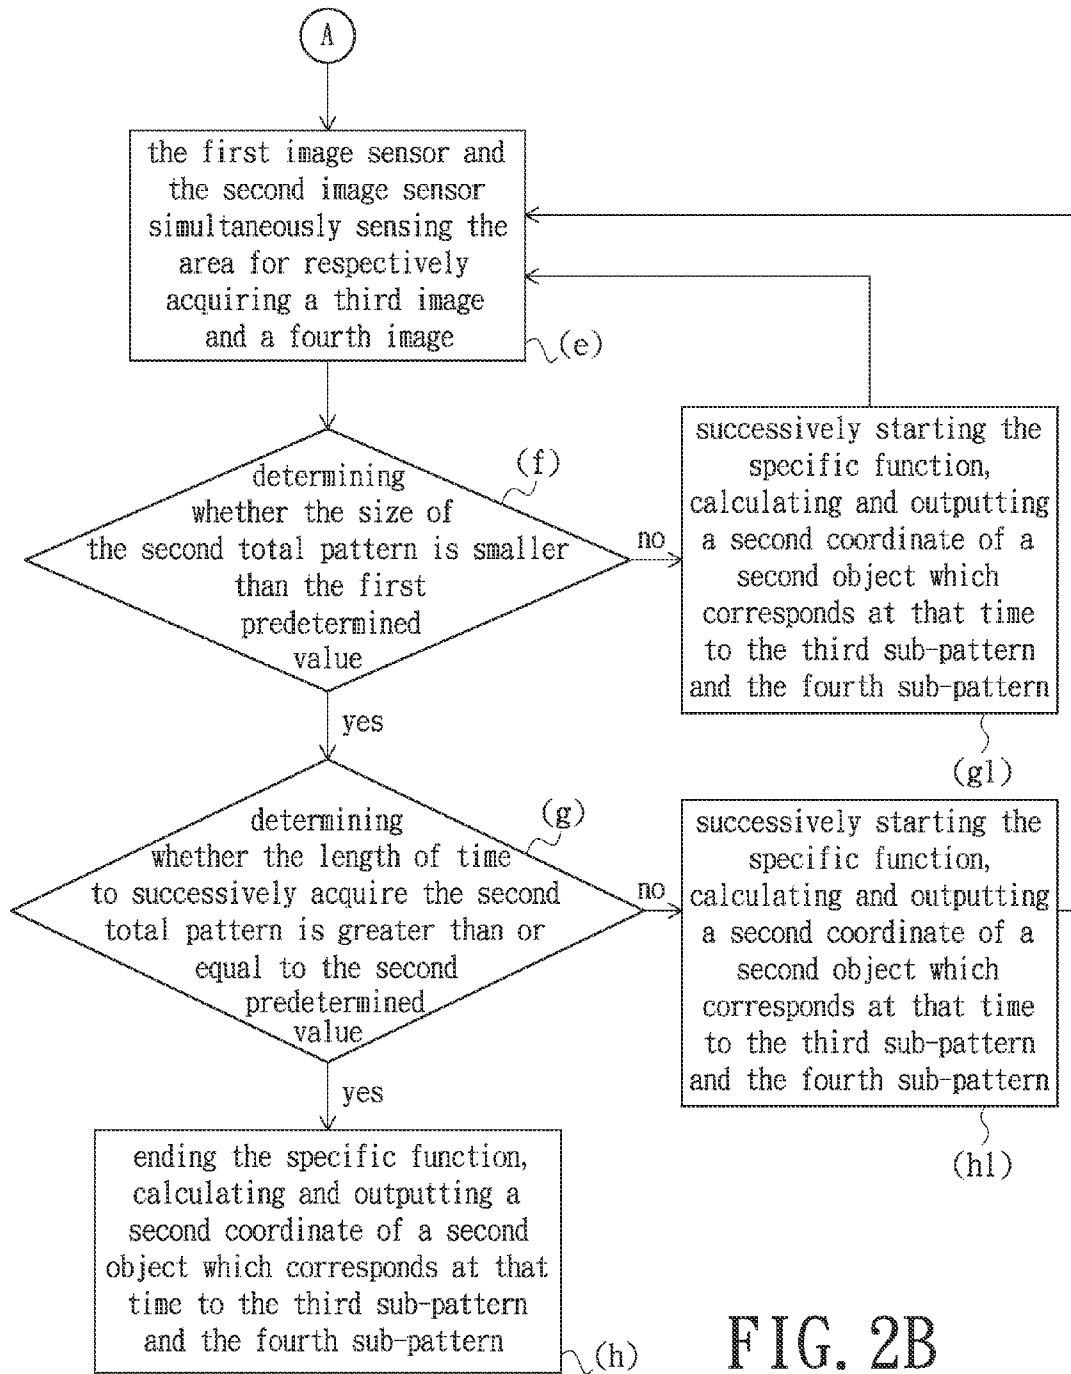 A
the first image sensor and
the second image sensor
simultaneously sensing the
area for respectively
acquiring a third image
and a fourth image
(e)
determining
whether the size of
the second total pattern is smaller
than the first
predetermined
value
(f)
no
successively starting the
specific function,
calculating and outputting
a second coordinate of a
second object which
corresponds at that time
to the third sub-pattern
and the fourth sub-pattern
(g1)
yes
determining
whether the length of time
to successively acquire the second
total pattern is greater than or
equal to the second
predetermined
value
(g)
no
successively starting the
specific function,
calculating and outputting
a second coordinate of a
second object which
corresponds at that time
to the third sub-pattern
and the fourth sub-pattern
(h1)
yes
ending the specific function,
calculating and outputting a
second coordinate of a second
object which corresponds at that
time to the third sub-pattern
and the fourth sub-pattern
(h)
FIG. 2B